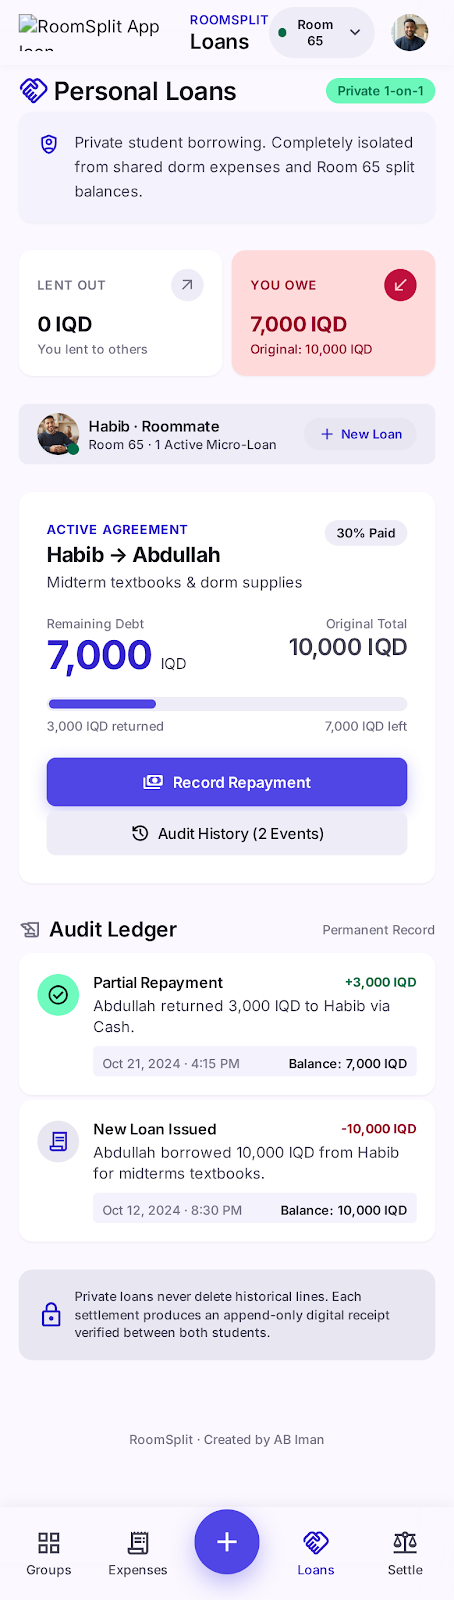 RoomSplit App
ROOMSPLIT
Loans
Room
65
Personal Loans
Private 1-on-1
Private student borrowing. Completely isolated
from shared dorm expenses and Room 65 split
balances.
LENT OUT
0 IQD
You lent to others
YOU OWE
7,000 IQD
Original: 10,000 IQD
Habib · Roommate
Room 65 · 1 Active Micro-Loan
+ New Loan
ACTIVE AGREEMENT
30% Paid
Habib → Abdullah
Midterm textbooks & dorm supplies
Remaining Debt
Original Total
7,000 IQD
10,000 IQD
3,000 IQD returned
7,000 IQD left
Record Repayment
Audit History (2 Events)
Audit Ledger
Permanent Record
Partial Repayment
+3,000 IQD
Abdullah returned 3,000 IQD to Habib via
Cash.
Oct 21, 2024 · 4:15 PM
Balance: 7,000 IQD
New Loan Issued
-10,000 IQD
Abdullah borrowed 10,000 IQD from Habib
for midterms textbooks.
Oct 12, 2024 · 8:30 PM
Balance: 10,000 IQD
Private loans never delete historical lines. Each
settlement produces an append-only digital receipt
verified between both students.
RoomSplit · Created by AB Iman
Groups
Expenses
Loans
Settle